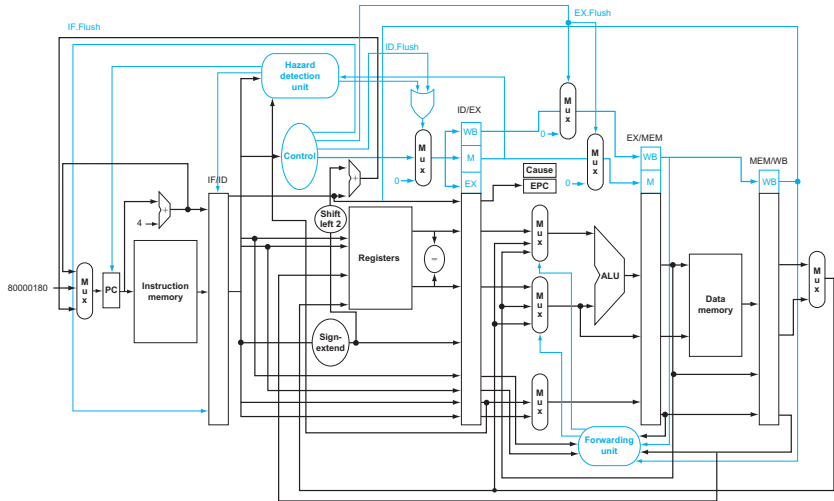 IF.Flush
EX.Flush
ID.Flush
Hazard
detection
unit
Control
Mux
0
ID/EX
WB
M
EX
Mux
0
Mux
0
Cause
EPC
EX/MEM
WB
M
MEM/WB
WB
IF/ID
+
4
+
Shift
left 2
Registers
=
Mux
Mux
ALU
80000180
Mux
PC
Instruction
memory
Data
memory
Mux
Sign-
extend
Mux
Forwarding
unit